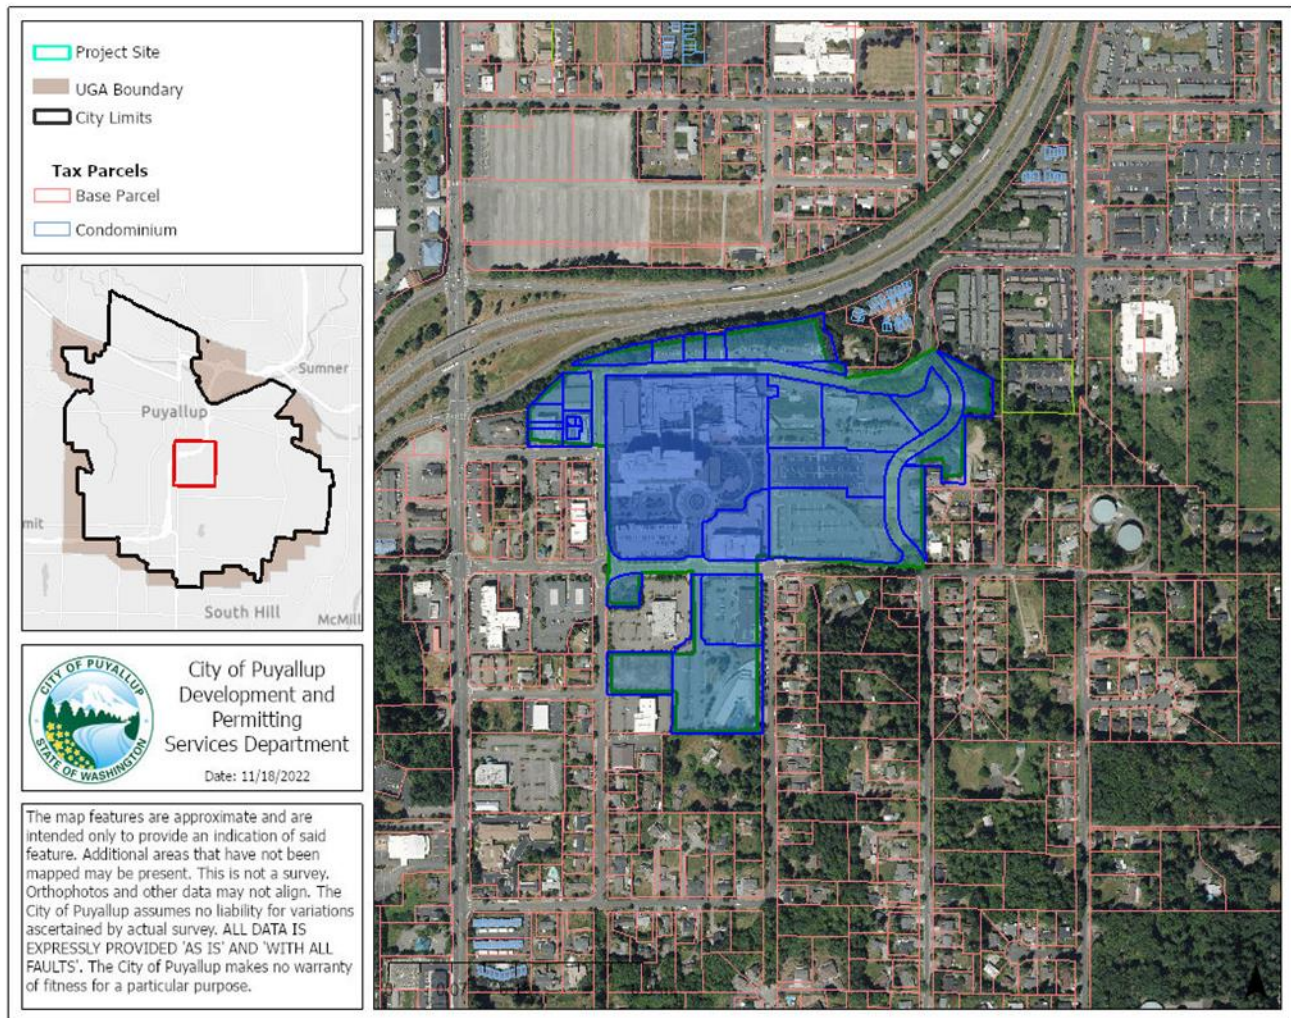 Project Site
UGA Boundary
City Limits
Tax Parcels
Base Parcel
Condominium
Sumner
Puyallup
mit
South Hill
McMill
CITY OF PUYALLUP
STATE OF WASHINGTON
City of Puyallup
Development and
Permitting
Services Department
Date: 11/18/2022
The map features are approximate and are
intended only to provide an indication of said
feature. Additional areas that have not been
mapped may be present. This is not a survey.
Orthophotos and other data may not align. The
City of Puyallup assumes no liability for variations
ascertained by actual survey. ALL DATA IS
EXPRESSLY PROVIDED 'AS IS' AND 'WITH ALL
FAULTS'. The City of Puyallup makes no warranty
of fitness for a particular purpose.